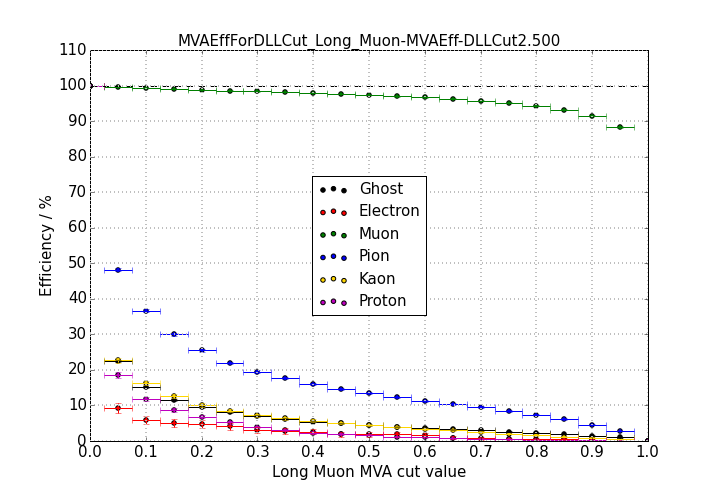 MVAEffForDLLCut_Long_Muon-MVAEff-DLLCut2.500
110
100
90
80
70
60
50
40
30
20
10
0
Efficiency / %
Ghost
Electron
Muon
Pion
Kaon
Proton
0.0 0.1 0.2 0.3 0.4 0.5 0.6 0.7 0.8 0.9 1.0
Long Muon MVA cut value